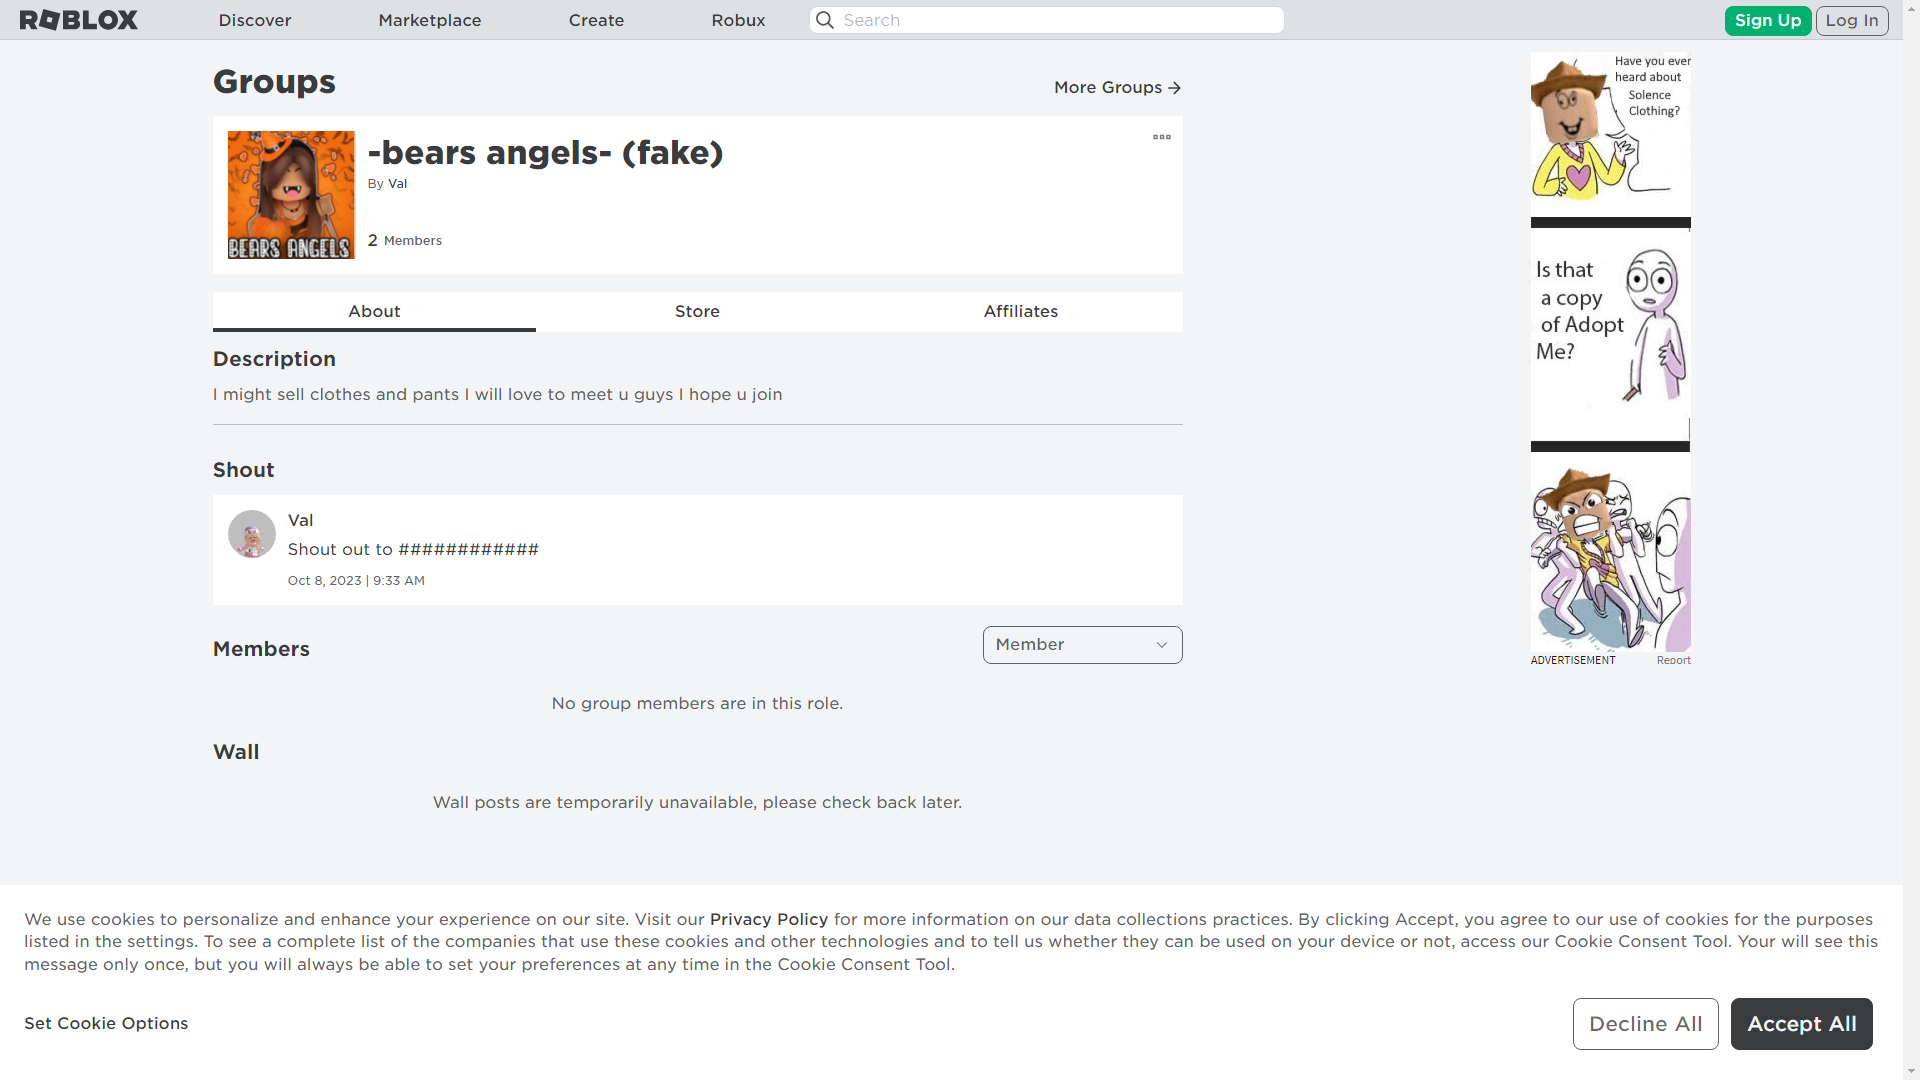 ROBLOX
Discover
Marketplace
Create
Robux
Search
Sign Up
Log In
Groups
More Groups
-bears angels- (fake)
By Val
2 Members
BEARS ANGELS
About
Store
Affiliates
Description
I might sell clothes and pants I will love to meet u guys I hope u join
Shout
Val
Shout out to ############
Oct 8, 2023 | 9:33 AM
Members
Member
No group members are in this role.
Wall
Wall posts are temporarily unavailable, please check back later.
Have you ever
heard about
Solence
Clothing?
Is that
a copy
of Adopt
Me?
ADVERTISEMENT
Report
We use cookies to personalize and enhance your experience on our site. Visit our Privacy Policy for more information on our data collections practices. By clicking Accept, you agree to our use of cookies for the purposes
listed in the settings. To see a complete list of the companies that use these cookies and other technologies and to tell us whether they can be used on your device or not, access our Cookie Consent Tool. Your will see this
message only once, but you will always be able to set your preferences at any time in the Cookie Consent Tool.
Set Cookie Options
Decline All
Accept All